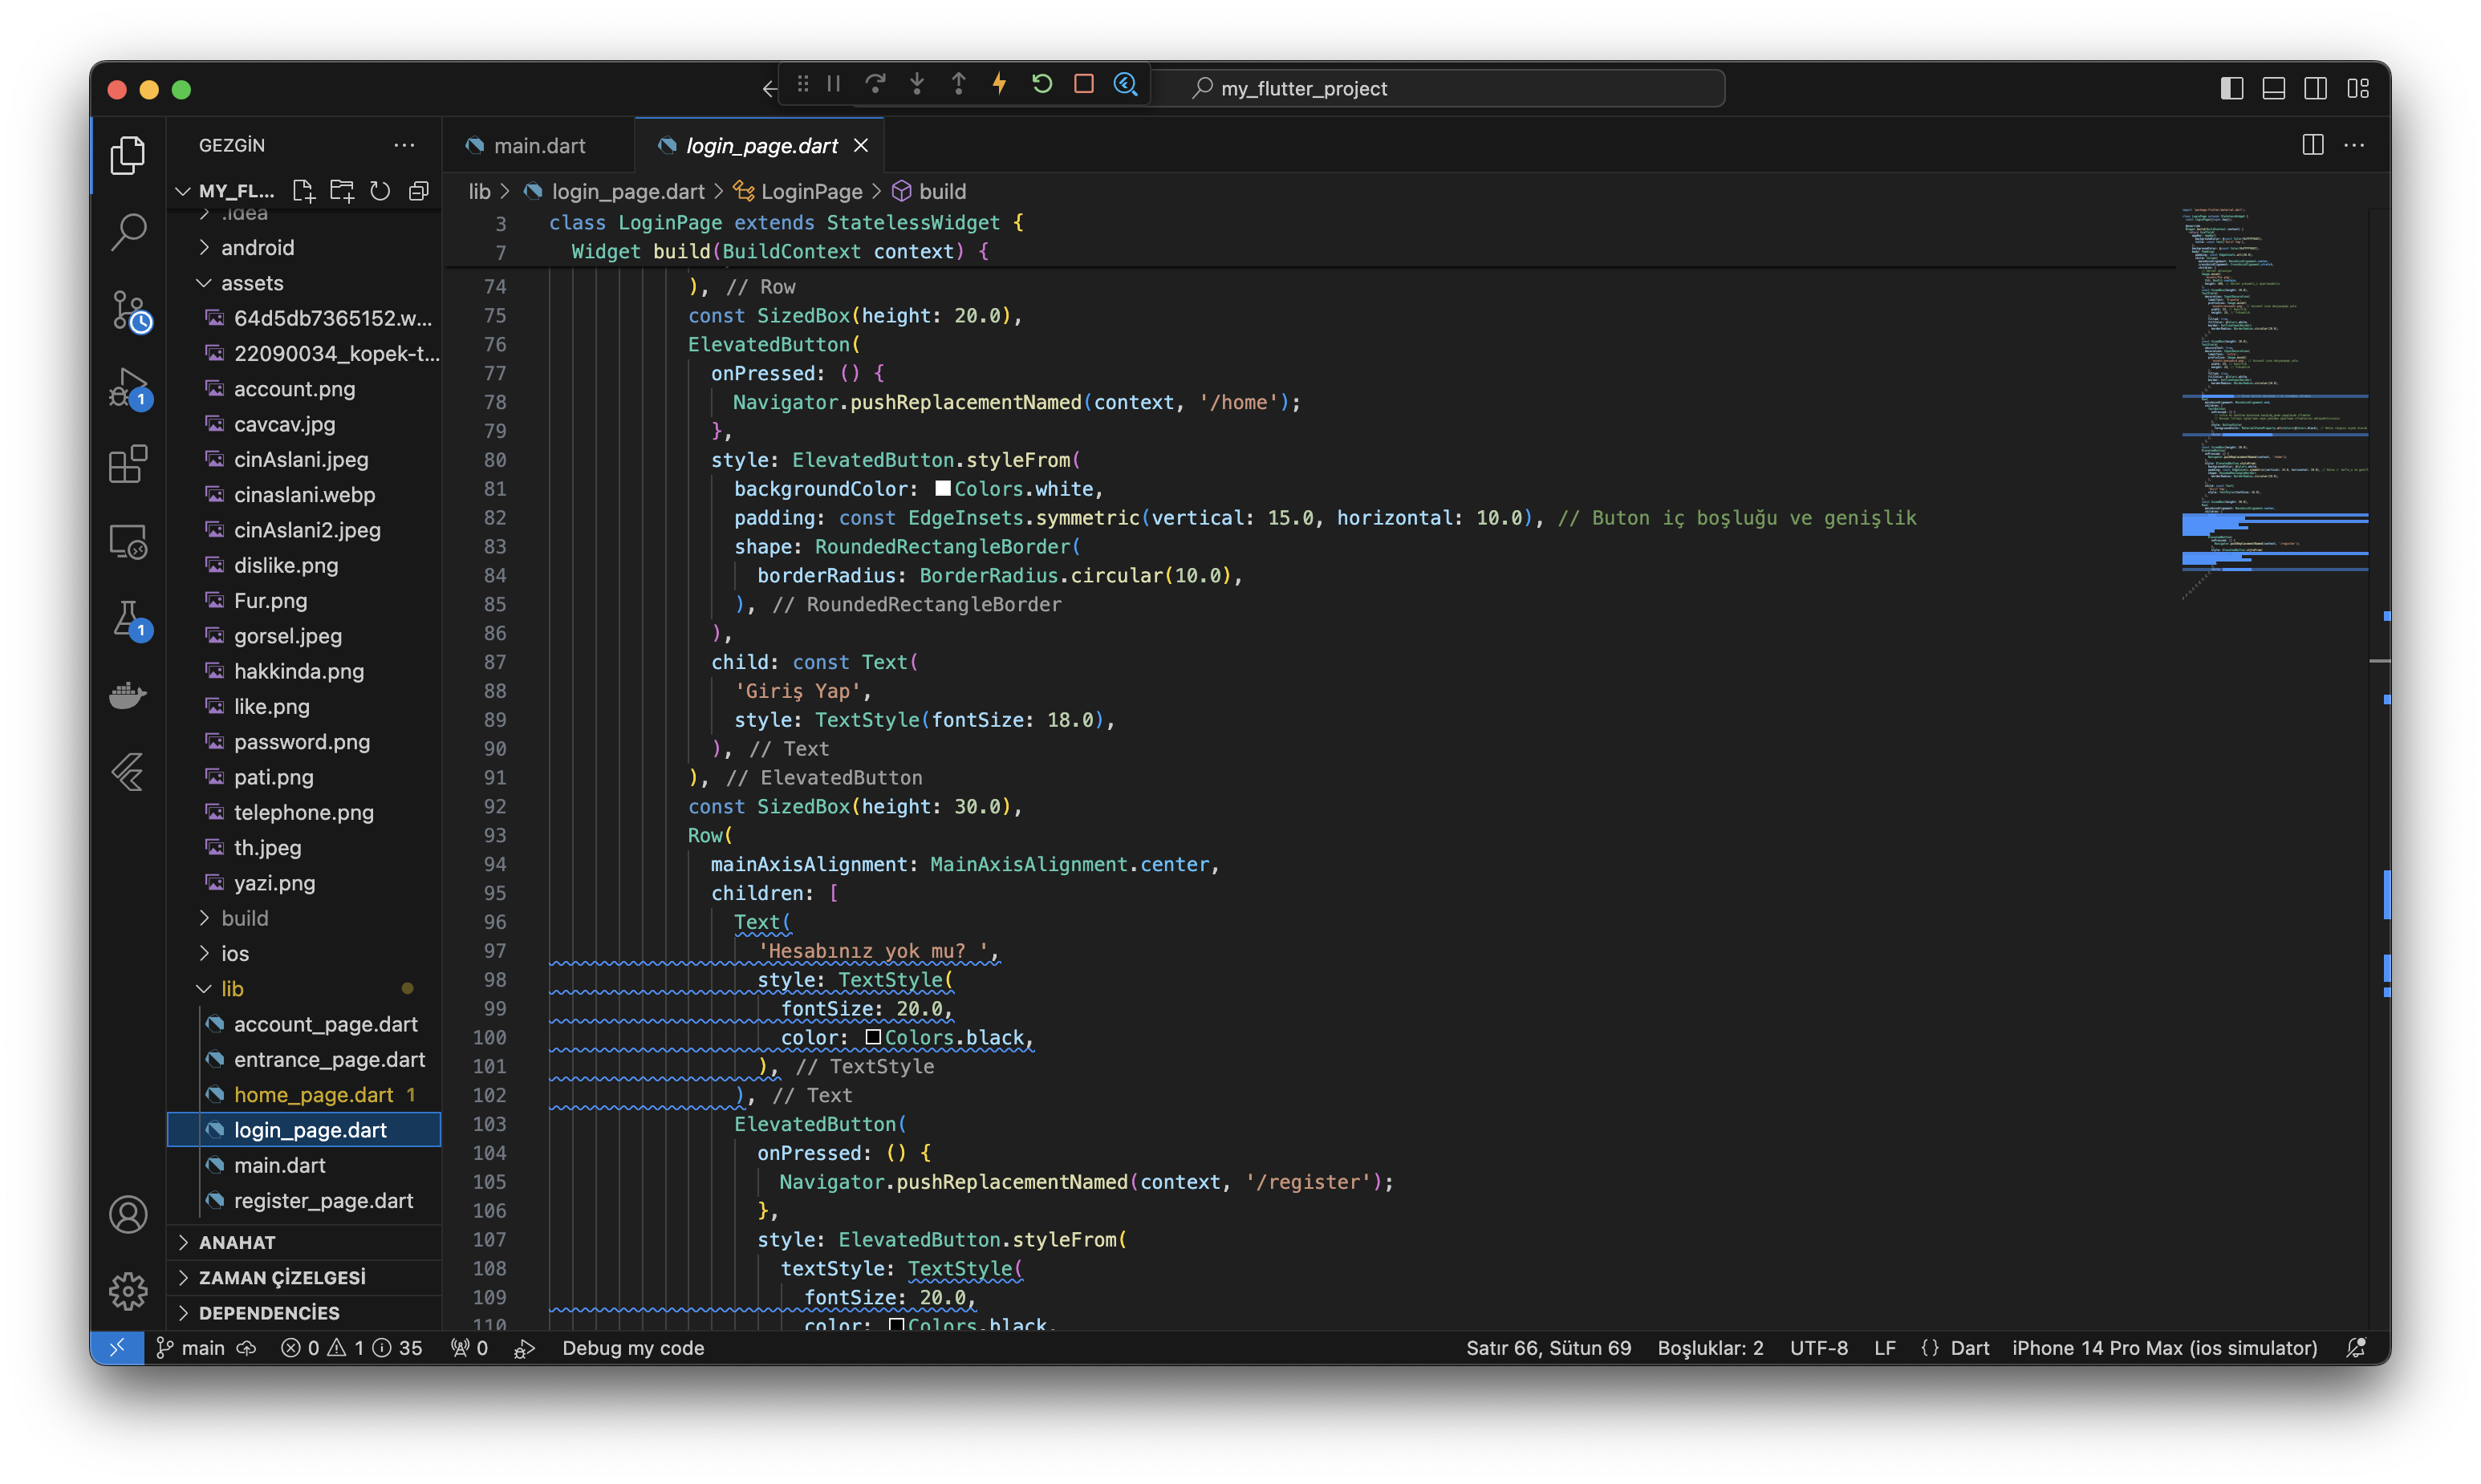 my_flutter_project
GEZGİN
main.dart
login_page.dart
MY_FL...
lib > login_page.dart > LoginPage > build
.idea
android
assets
64d5db7365152.w...
22090034_kopek-t...
account.png
cavcav.jpg
cinAslani.jpeg
cinaslani.webp
cinAslani2.jpeg
dislike.png
Fur.png
gorsel.jpeg
hakkinda.png
like.png
password.png
pati.png
telephone.png
th.jpeg
yazi.png
build
ios
lib
account_page.dart
entrance_page.dart
home_page.dart 1
login_page.dart
main.dart
register_page.dart
ANAHAT
ZAMAN ÇİZELGESİ
DEPENDENCİES
1
1
3 class LoginPage extends StatelessWidget {
7 Widget build(BuildContext context) {
74 ), // Row
75 const SizedBox(height: 20.0),
76 ElevatedButton(
77 onPressed: () {
78 Navigator.pushReplacementNamed(context, '/home');
79 },
80 style: ElevatedButton.styleFrom(
81 backgroundColor: Colors.white,
82 padding: const EdgeInsets.symmetric(vertical: 15.0, horizontal: 10.0), // Buton iç boşluğu ve genişlik
83 shape: RoundedRectangleBorder(
84 borderRadius: BorderRadius.circular(10.0),
85 ), // RoundedRectangleBorder
86 ),
87 child: const Text(
88 'Giriş Yap',
89 style: TextStyle(fontSize: 18.0),
90 ), // Text
91 ), // ElevatedButton
92 const SizedBox(height: 30.0),
93 Row(
94 mainAxisAlignment: MainAxisAlignment.center,
95 children: [
96 Text(
97 'Hesabınız yok mu? ',
98 style: TextStyle(
99 fontSize: 20.0,
100 color: Colors.black,
101 ), // TextStyle
102 ), // Text
103 ElevatedButton(
104 onPressed: () {
105 Navigator.pushReplacementNamed(context, '/register');
106 },
107 style: ElevatedButton.styleFrom(
108 textStyle: TextStyle(
109 fontSize: 20.0,
110 color: Colors.black,
main 0 1 35 0 Debug my code Satır 66, Sütun 69 Boşluklar: 2 UTF-8 LF {} Dart iPhone 14 Pro Max (ios simulator)